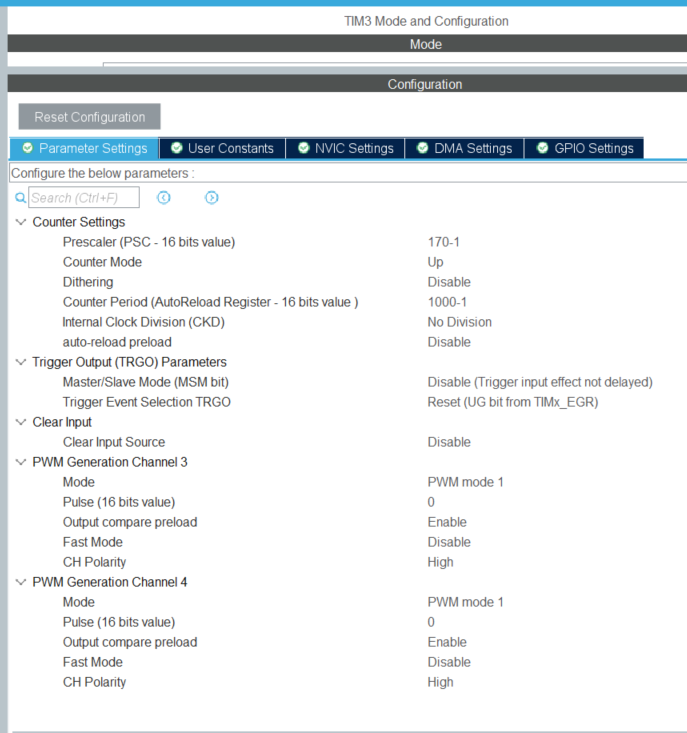 TIM3 Mode and Configuration
Mode
Configuration
Reset Configuration
Parameter Settings User Constants NVIC Settings DMA Settings GPIO Settings
Configure the below parameters :
Search (Ctrl+F)
Counter Settings
Prescaler (PSC - 16 bits value) 170-1
Counter Mode Up
Dithering Disable
Counter Period (AutoReload Register - 16 bits value ) 1000-1
Internal Clock Division (CKD) No Division
auto-reload preload Disable
Trigger Output (TRGO) Parameters
Master/Slave Mode (MSM bit) Disable (Trigger input effect not delayed)
Trigger Event Selection TRGO Reset (UG bit from TIMx_EGR)
Clear Input
Clear Input Source Disable
PWM Generation Channel 3
Mode PWM mode 1
Pulse (16 bits value) 0
Output compare preload Enable
Fast Mode Disable
CH Polarity High
PWM Generation Channel 4
Mode PWM mode 1
Pulse (16 bits value) 0
Output compare preload Enable
Fast Mode Disable
CH Polarity High